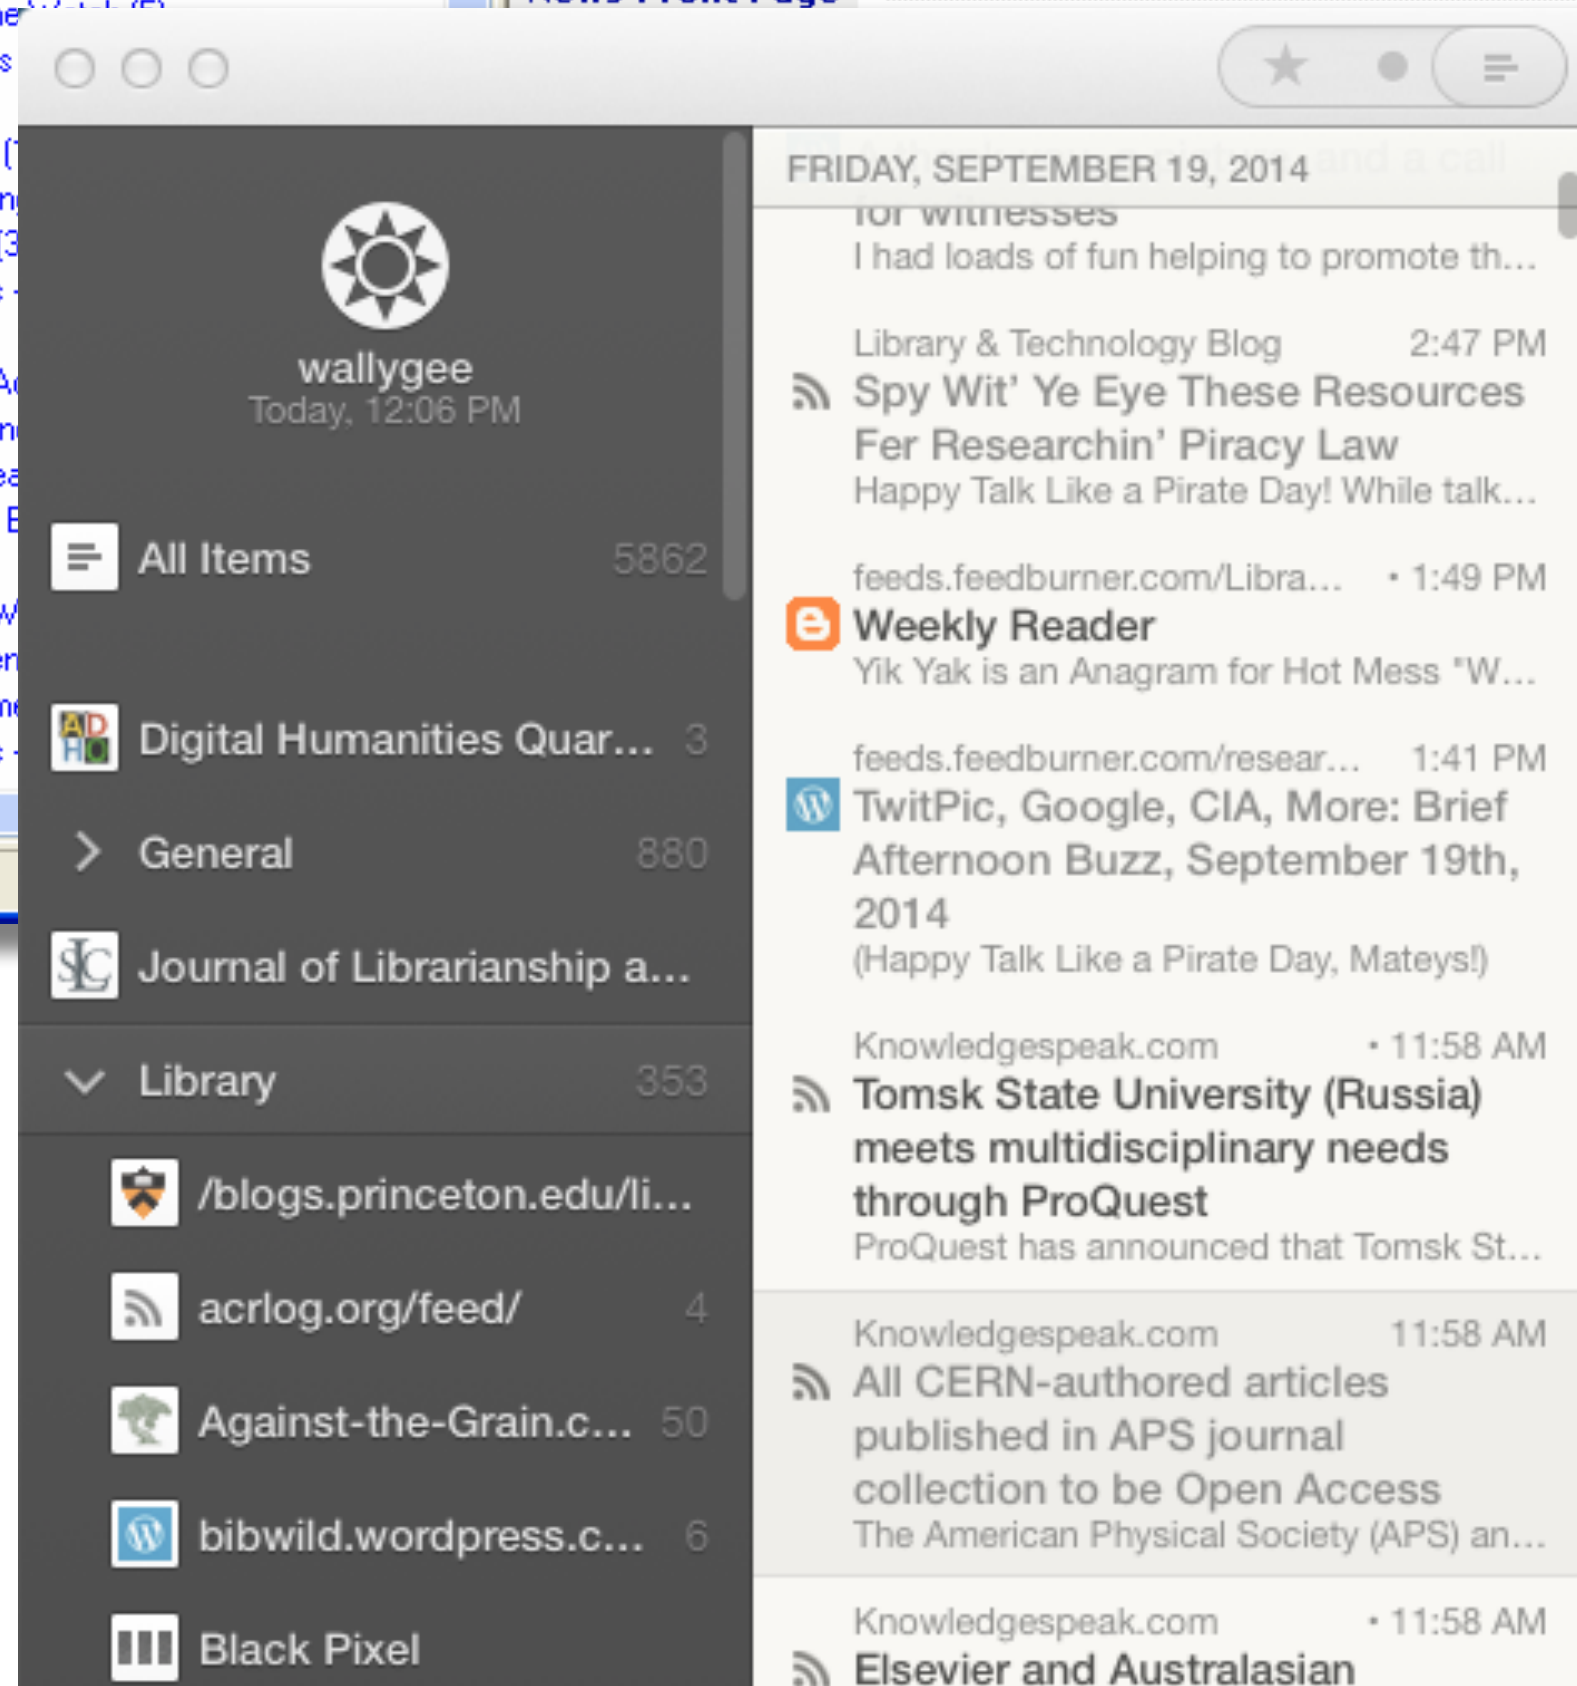 News Front Page
wallygee
Today, 12:06 PM
All Items 5862
Digital Humanities Quar... 3
General 880
Journal of Librarianship a...
Library 353
/blogs.princeton.edu/li...
acrlog.org/feed/ 4
Against-the-Grain.c... 50
bibwild.wordpress.c... 6
Black Pixel
FRIDAY, SEPTEMBER 19, 2014
for witnesses
I had loads of fun helping to promote th...
Library & Technology Blog 2:47 PM
Spy Wit’ Ye Eye These Resources
Fer Researchin’ Piracy Law
Happy Talk Like a Pirate Day! While talk...
feeds.feedburner.com/Libra... • 1:49 PM
Weekly Reader
Yik Yak is an Anagram for Hot Mess "W...
feeds.feedburner.com/resear... 1:41 PM
TwitPic, Google, CIA, More: Brief
Afternoon Buzz, September 19th,
2014
(Happy Talk Like a Pirate Day, Mateys!)
Knowledgespeak.com • 11:58 AM
Tomsk State University (Russia)
meets multidisciplinary needs
through ProQuest
ProQuest has announced that Tomsk St...
Knowledgespeak.com 11:58 AM
All CERN-authored articles
published in APS journal
collection to be Open Access
The American Physical Society (APS) an...
Knowledgespeak.com • 11:58 AM
Elsevier and Australasian